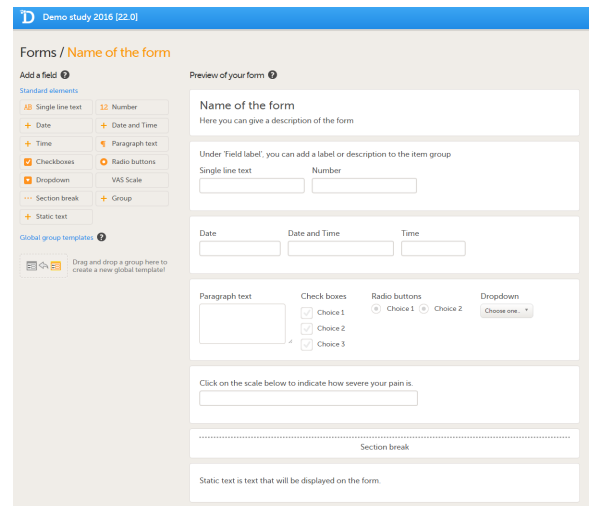 Demo study 2016 [22.0]
Forms / Name of the form
Add a field ?
Preview of your form ?
Standard elements
AB Single line text
12 Number
+ Date
+ Date and Time
+ Time
¶ Paragraph text
Checkboxes
Radio buttons
Dropdown
VAS Scale
Section break
+ Group
+ Static text
Global group templates ?
Drag and drop a group here to
create a new global template!
Name of the form
Here you can give a description of the form
Under 'Field label', you can add a label or description to the item group
Single line text Number
Date Date and Time Time
Paragraph text Check boxes Radio buttons Dropdown
Choice 1
Choice 2
Choice 3
Choice 1 Choice 2
Choose one..
Click on the scale below to indicate how severe your pain is.
Section break
Static text is text that will be displayed on the form.